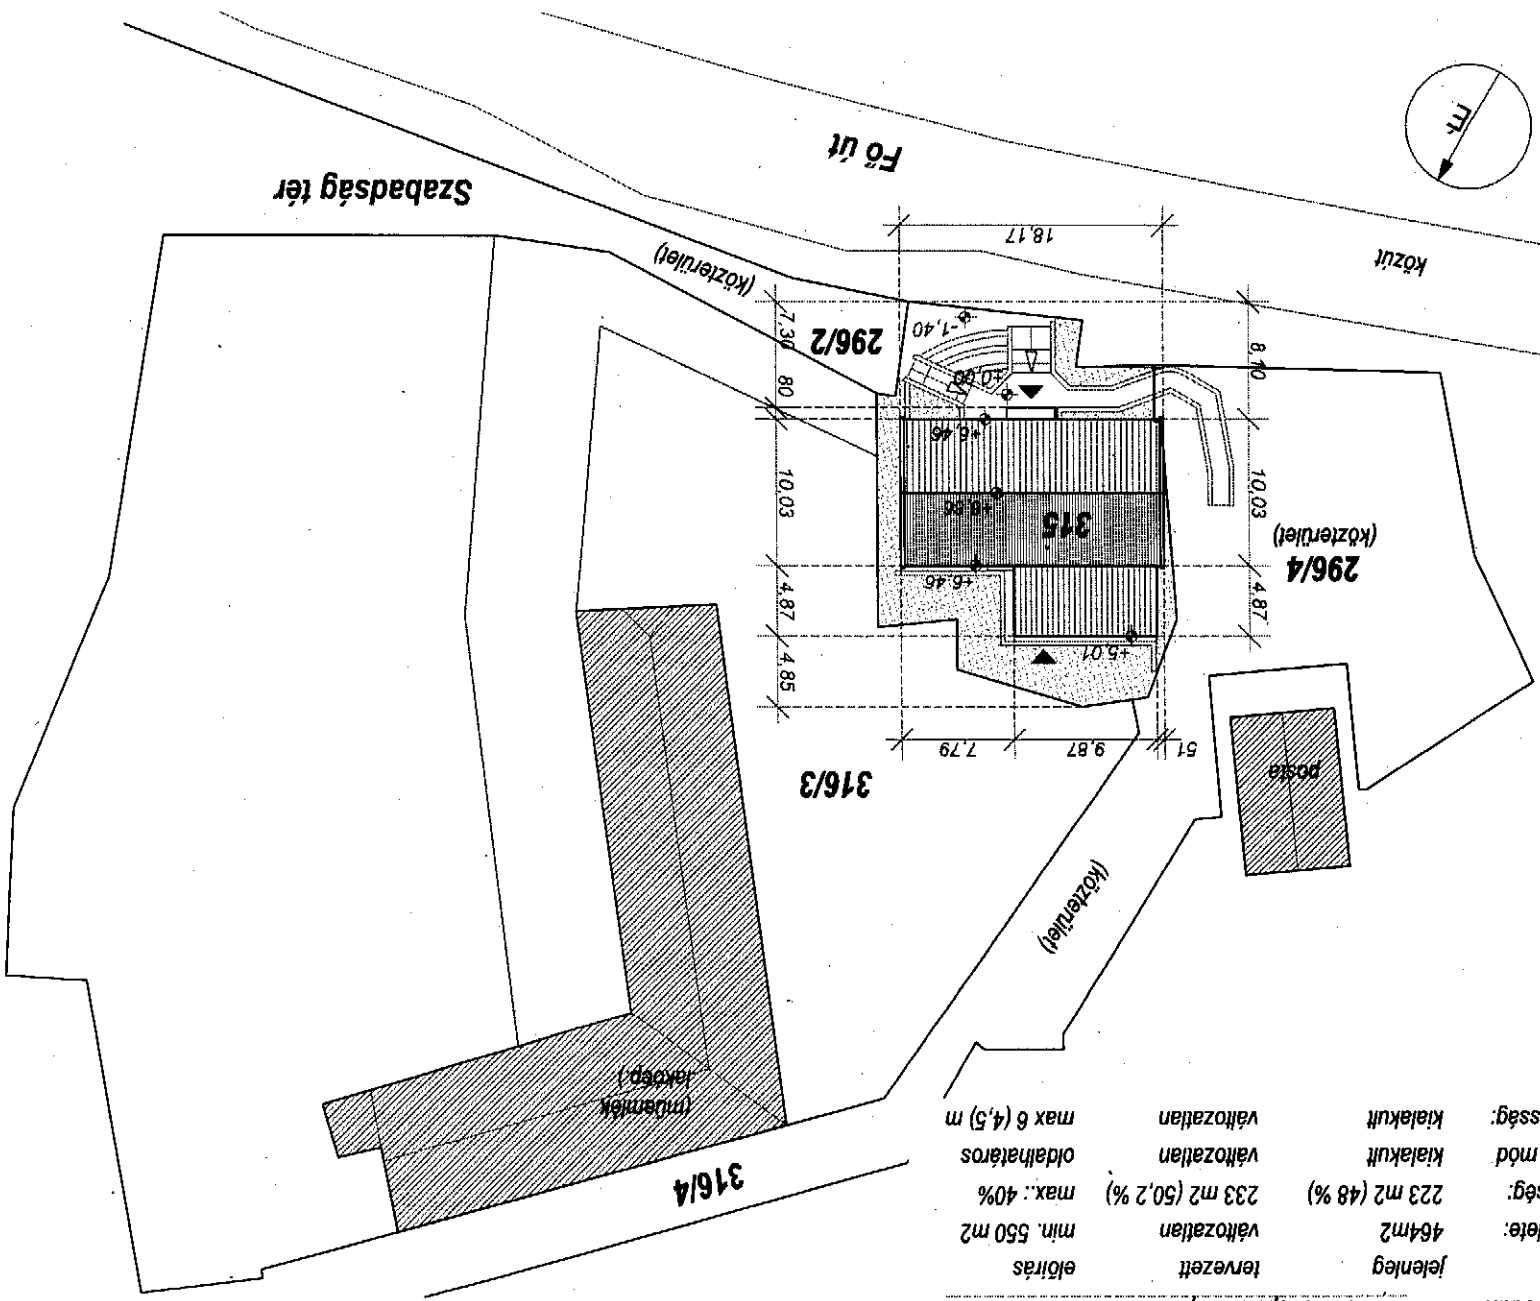 jelenleg tervezett előírás
464m2 változatlan min. 550 m2
223 m2 (48 %) 233 m2 (50,2 %) max.: 40%
mód kialakult változatlan oldalhatáros
kialakult változatlan max 6 (4,5) m
316/4
(műemlék
lakóép.)
(közterület)
posta
316/3
51
9,87
7,79
4,85
+5,01
4,87
4,87
296/4
(közterület)
+6,46
315
+8,86
10,03
10,03
+6,46
80
±0,00
8,10
-1,40
296/2
7,30
(közterület)
közút
18,17
Szabadság tér
Fő út
É.